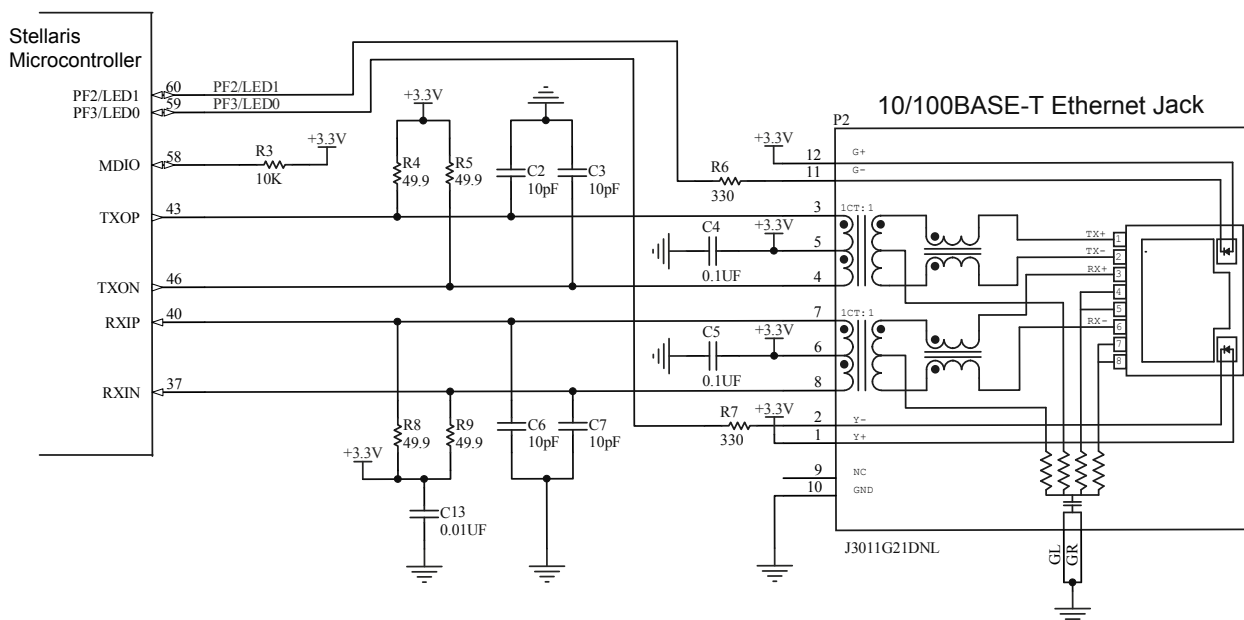 Stellaris
Microcontroller
10/100BASE-T Ethernet Jack
P2
PF2/LED1
60
PF2/LED1
PF3/LED0
59
PF3/LED0
MDIO
58
R3
10K
+3.3V
+3.3V
R4
49.9
R5
49.9
C2
10pF
C3
10pF
R6
330
+3.3V
12
G+
11
G-
TXOP
43
3
1CT:1
C4
0.1UF
+3.3V
5
TXON
46
4
TX+
TX-
RX+
RX-
1
2
3
4
5
6
7
8
RXIP
40
7
1CT:1
C5
0.1UF
+3.3V
6
RXIN
37
8
R8
49.9
R9
49.9
C6
10pF
C7
10pF
R7
330
+3.3V
2
Y-
1
Y+
+3.3V
C13
0.01UF
9
NC
10
GND
J3011G21DNL
GL
GR